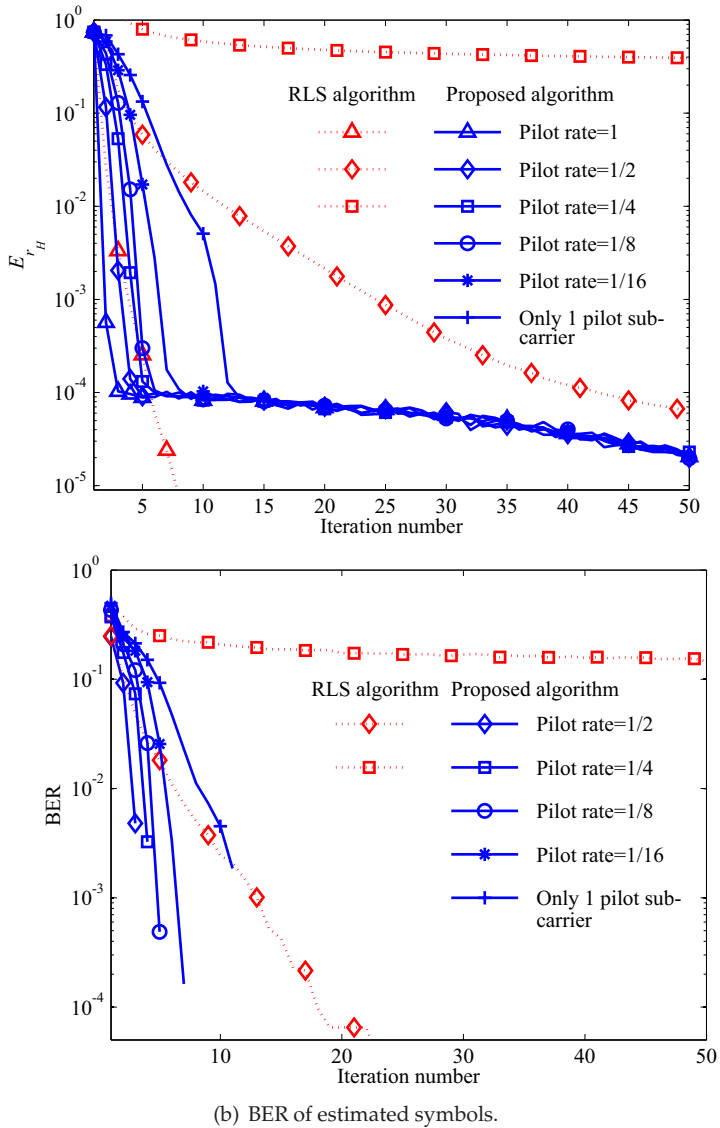 10^0
10^-1
10^-2
10^-3
10^-4
10^-5
E_{r_H}
RLS algorithm Proposed algorithm
Pilot rate=1
Pilot rate=1/2
Pilot rate=1/4
Pilot rate=1/8
Pilot rate=1/16
Only 1 pilot sub-
carrier
5 10 15 20 25 30 35 40 45 50
Iteration number
10^0
10^-1
10^-2
10^-3
10^-4
BER
RLS algorithm Proposed algorithm
Pilot rate=1/2
Pilot rate=1/4
Pilot rate=1/8
Pilot rate=1/16
Only 1 pilot sub-
carrier
10 20 30 40 50
Iteration number
(b) BER of estimated symbols.